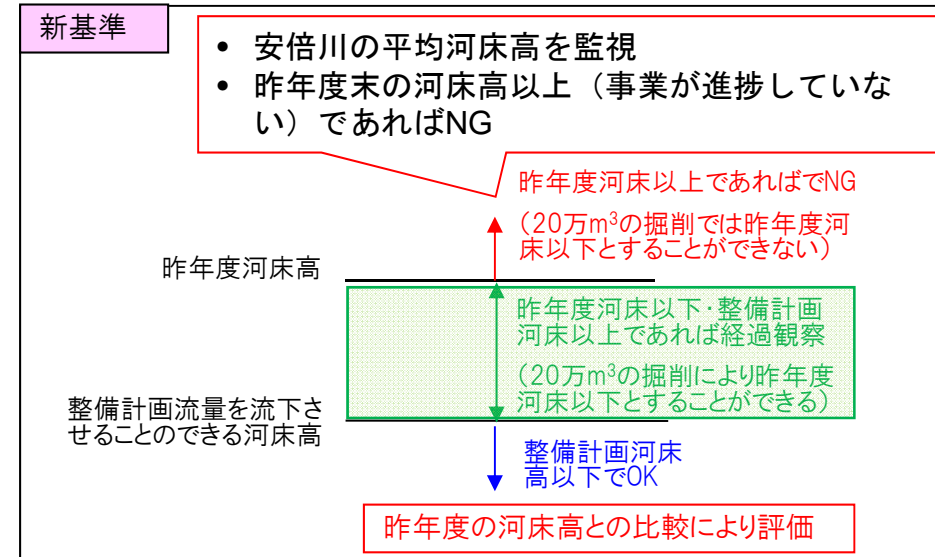 新基準
• 安倍川の平均河床高を監視
• 昨年度末の河床高以上（事業が進捗していな
い）であればNG
昨年度河床以上であればでNG
（20万m³の掘削では昨年度河
床以下とすることができない）
昨年度河床高
昨年度河床以下･整備計画
河床以上であれば経過観察
（20万m³の掘削により昨年度
河床以下とすることができる）
整備計画流量を流下さ
せることのできる河床高
整備計画河床
高以下でOK
昨年度の河床高との比較により評価